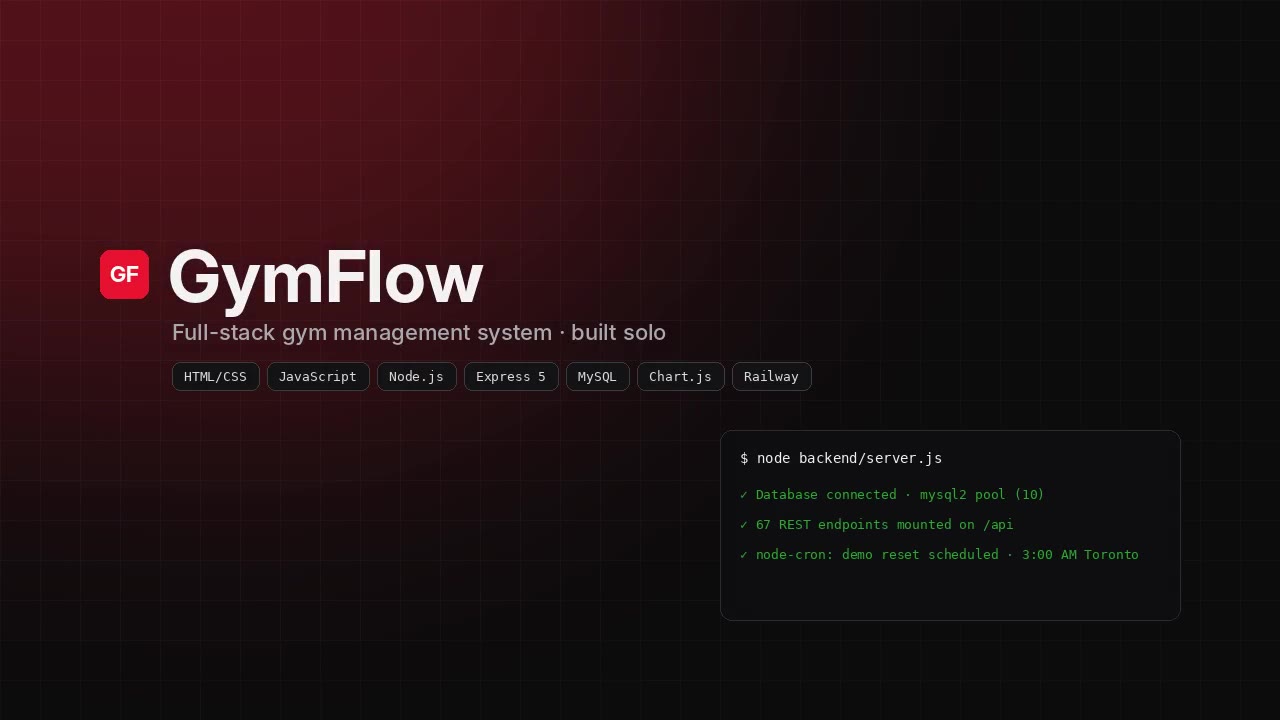 GF GymFlow
Full-stack gym management system · built solo
HTML/CSS JavaScript Node.js Express 5 MySQL Chart.js Railway
$ node backend/server.js
✓ Database connected · mysql2 pool (10)
✓ 67 REST endpoints mounted on /api
✓ node-cron: demo reset scheduled · 3:00 AM Toronto